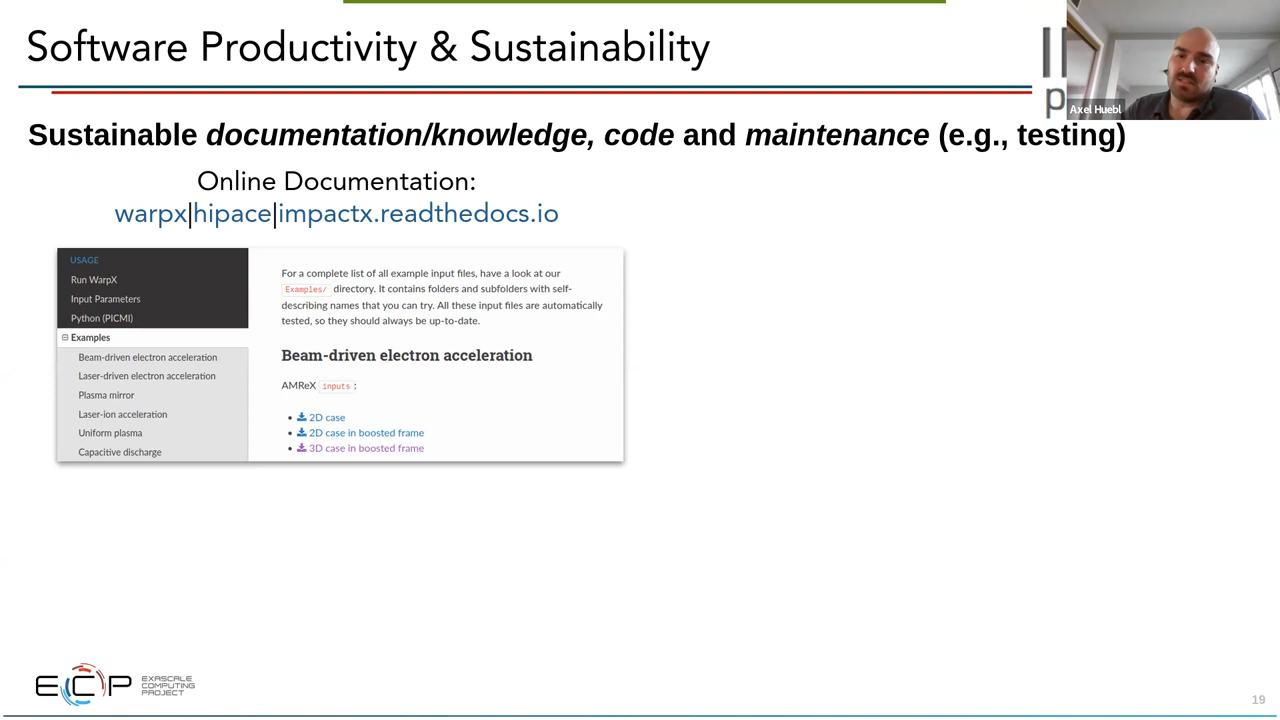 Software Productivity & Sustainability
Axel Huebl
Sustainable documentation/knowledge, code and maintenance (e.g., testing)
Online Documentation:
warpx|hipace|impactx.readthedocs.io
USAGE
Run WarpX
Input Parameters
Python (PICMI)
Examples
Beam-driven electron acceleration
Laser-driven electron acceleration
Plasma mirror
Laser-ion acceleration
Uniform plasma
Capacitive discharge
For a complete list of all example input files, have a look at our
Examples/ directory. It contains folders and subfolders with self-
describing names that you can try. All these input files are automatically
tested, so they should always be up-to-date.
Beam-driven electron acceleration
AMReX inputs :
• 2D case
• 2D case in boosted frame
• 3D case in boosted frame
ECP
EXASCALE
COMPUTING
PROJECT
19